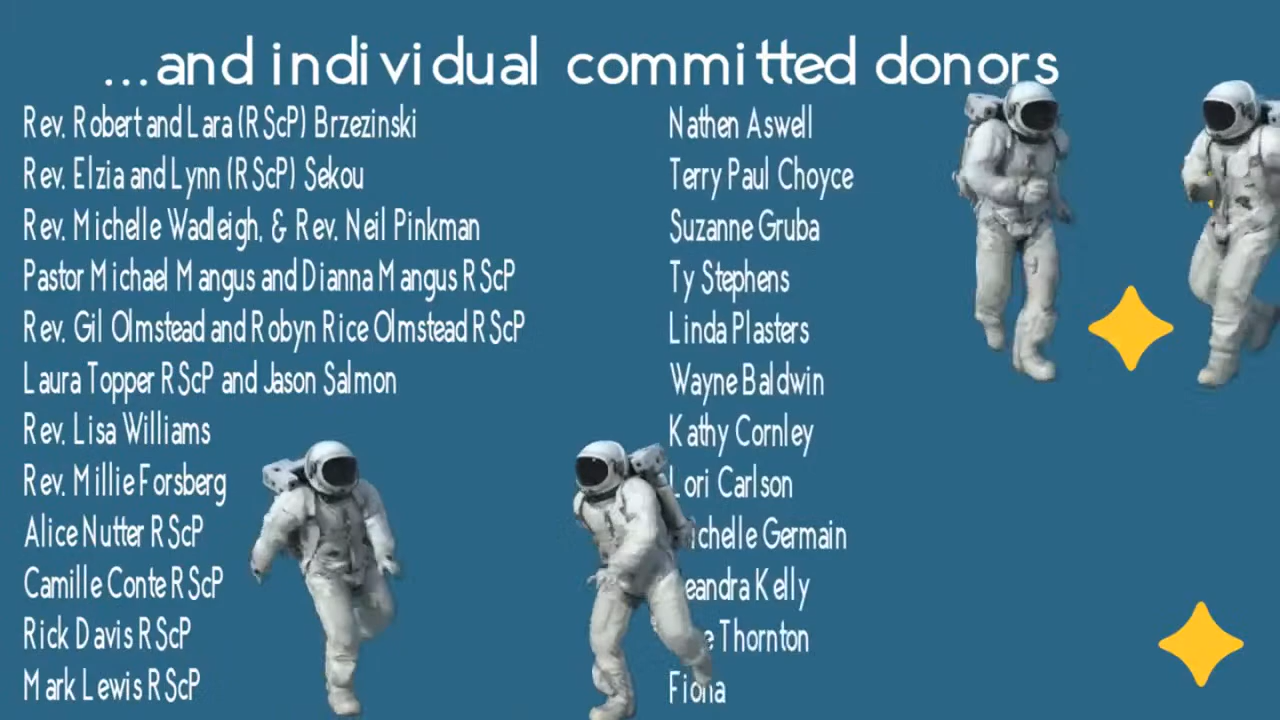 ...and individual committed donors
Rev. Robert and Lara (RScP) Brzezinski
Rev. Elzia and Lynn (RScP) Sekou
Rev. Michelle Wadleigh, & Rev. Neil Pinkman
Pastor Michael Mangus and Dianna Mangus RScP
Rev. Gil Olmstead and Robyn Rice Olmstead RScP
Laura Topper RScP and Jason Salmon
Rev. Lisa Williams
Rev. Millie Forsberg
Alice Nutter RScP
Camille Conte RScP
Rick Davis RScP
Mark Lewis RScP
Nathen Aswell
Terry Paul Choyce
Suzanne Gruba
Ty Stephens
Linda Plasters
Wayne Baldwin
Kathy Cornley
Lori Carlson
Germain
Kelly
Thornton
Fiona